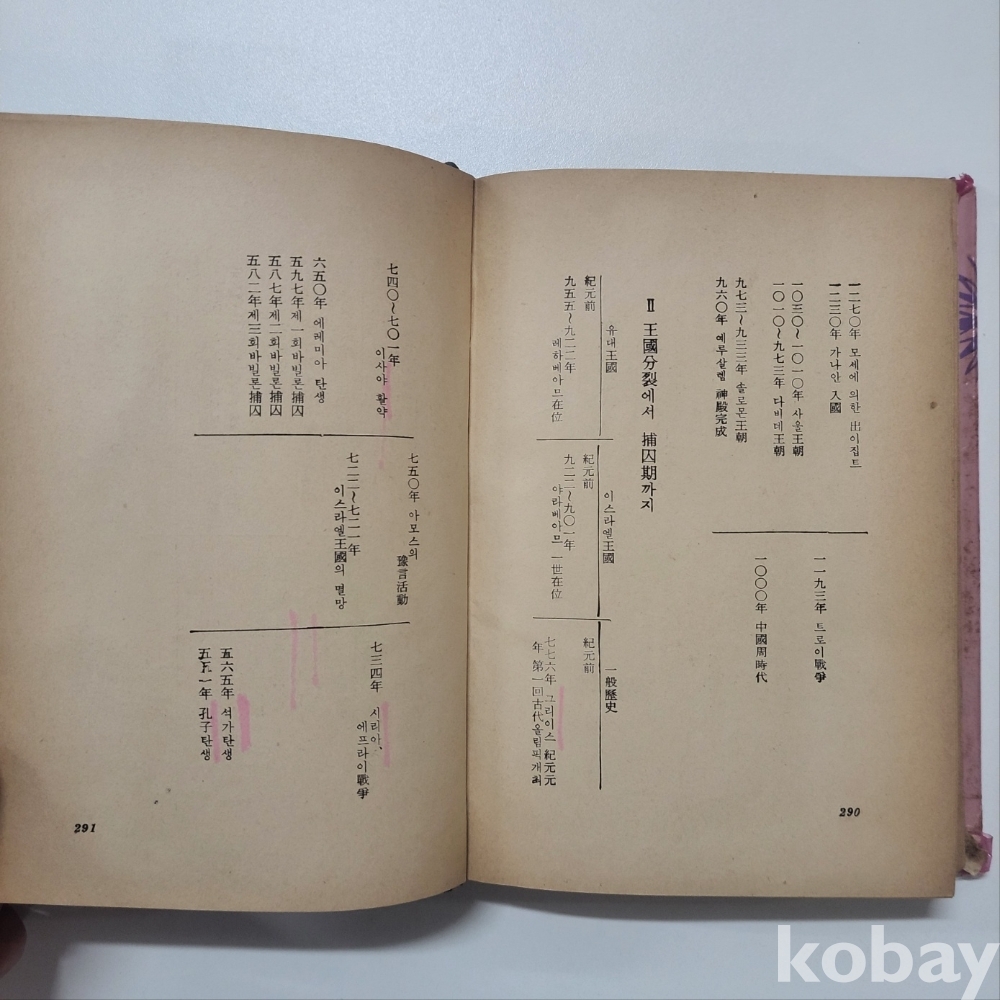 一二七〇年 모세에 의한 出이집트
一二三〇年 가나안 入國
一〇三〇~一〇一〇年 사울王朝
一〇一〇~九七三年 다비데王朝
九七三~九三三年 솔로몬王朝
九六〇年 예루살렘 神殿完成
一一九三年 트로이戰爭
一〇〇〇年 中國周時代
Ⅱ 王國分裂에서 捕囚期까지
유대王國
紀元前
九五五~九二二年
레하베아므在位
이스라엘王國
紀元前
九二二~九〇一年
야라베아므 一世在位
一般歷史
紀元前
七七六年 그리이스 紀元元
年 第一回古代올림픽개최
290
七四〇~七〇一年
이사야 활약
六五〇年 에레미아 탄생
五九七年제一회바빌론捕囚
五八七年제二회바빌론捕囚
五八二年제三회바빌론捕囚
七五〇年 아모스의
豫言活動
七二二~七二一年
이스라엘王國의 멸망
七三四年 시리아、
에프라이戰爭
五六五年 석가탄생
五五一年 孔子탄생
291
kobay